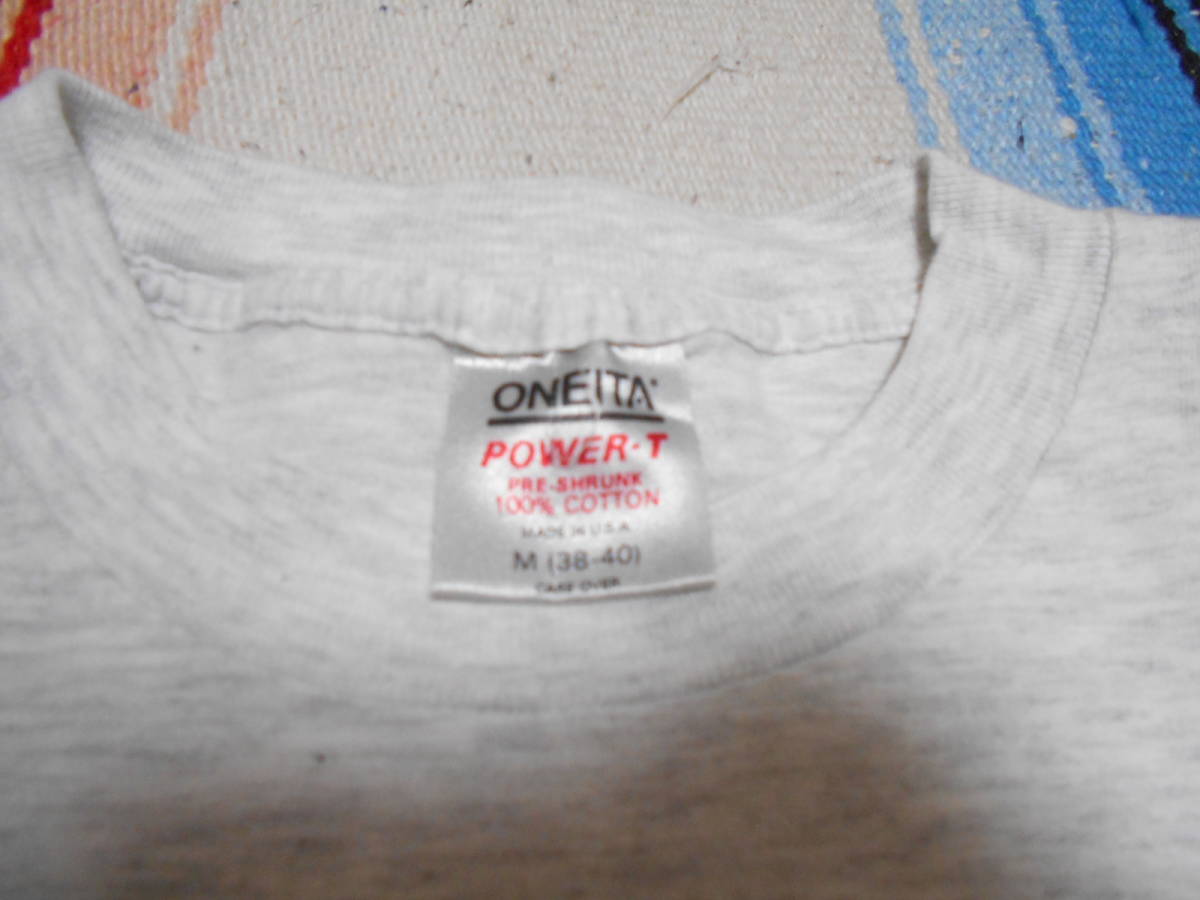 ONEITA
POWER-T
PRE-SHRUNK
100% COTTON
MADE IN U.S.A.
M (38-40)
CARE OVER